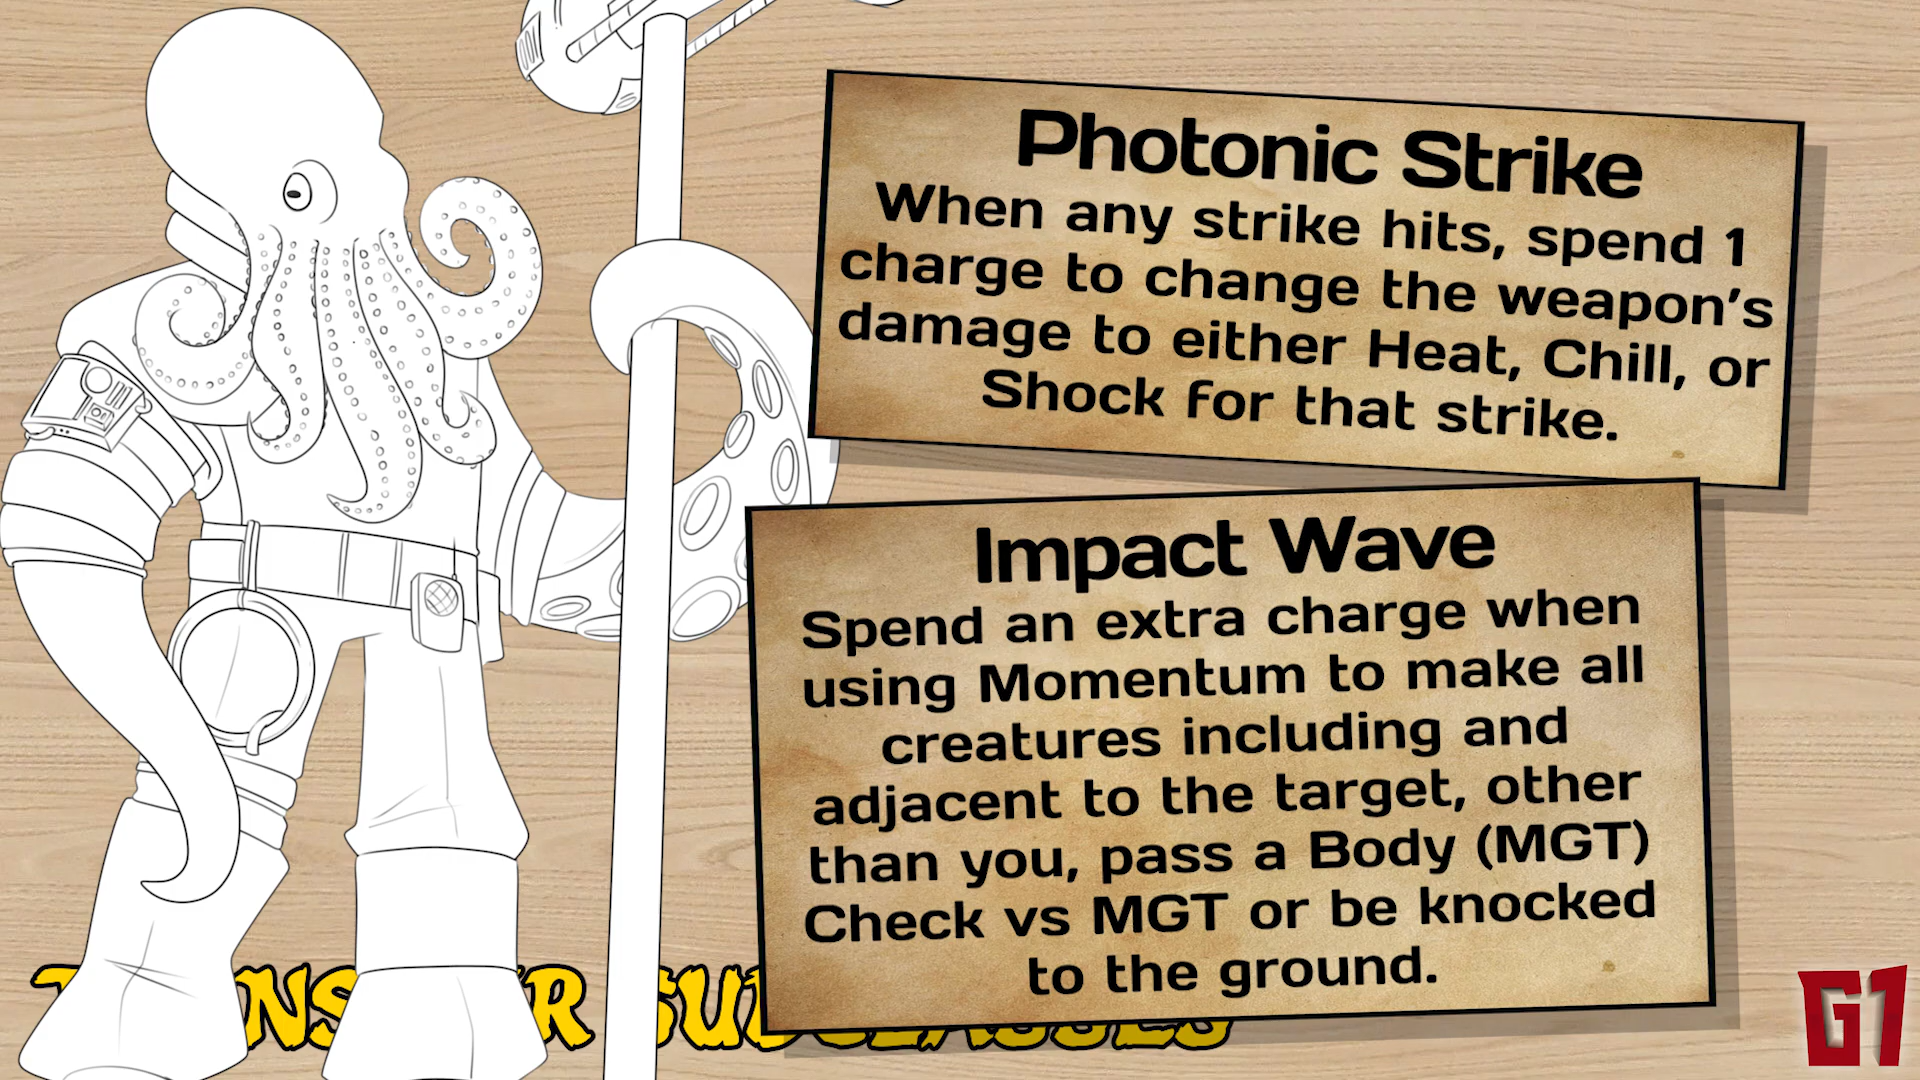 Photonic Strike
When any strike hits, spend 1
charge to change the weapon's
damage to either Heat, Chill, or
Shock for that strike.
Impact Wave
Spend an extra charge when
using Momentum to make all
creatures including and
adjacent to the target, other
than you, pass a Body (MGT)
Check vs MGT or be knocked
to the ground.
G1